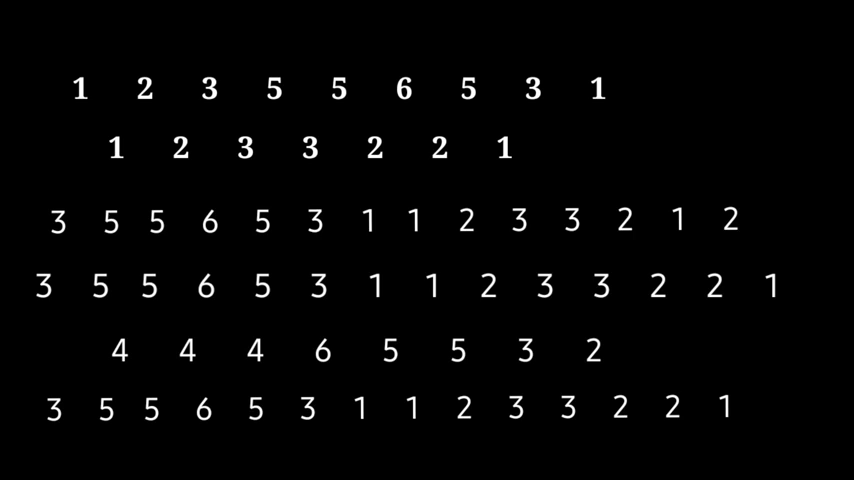 1 2 3 5 5 6 5 3 1
1 2 3 3 2 2 1
3 5 5 6 5 3 1 1 2 3 3 2 1 2
3 5 5 6 5 3 1 1 2 3 3 2 2 1
4 4 4 6 5 5 3 2
3 5 5 6 5 3 1 1 2 3 3 2 2 1